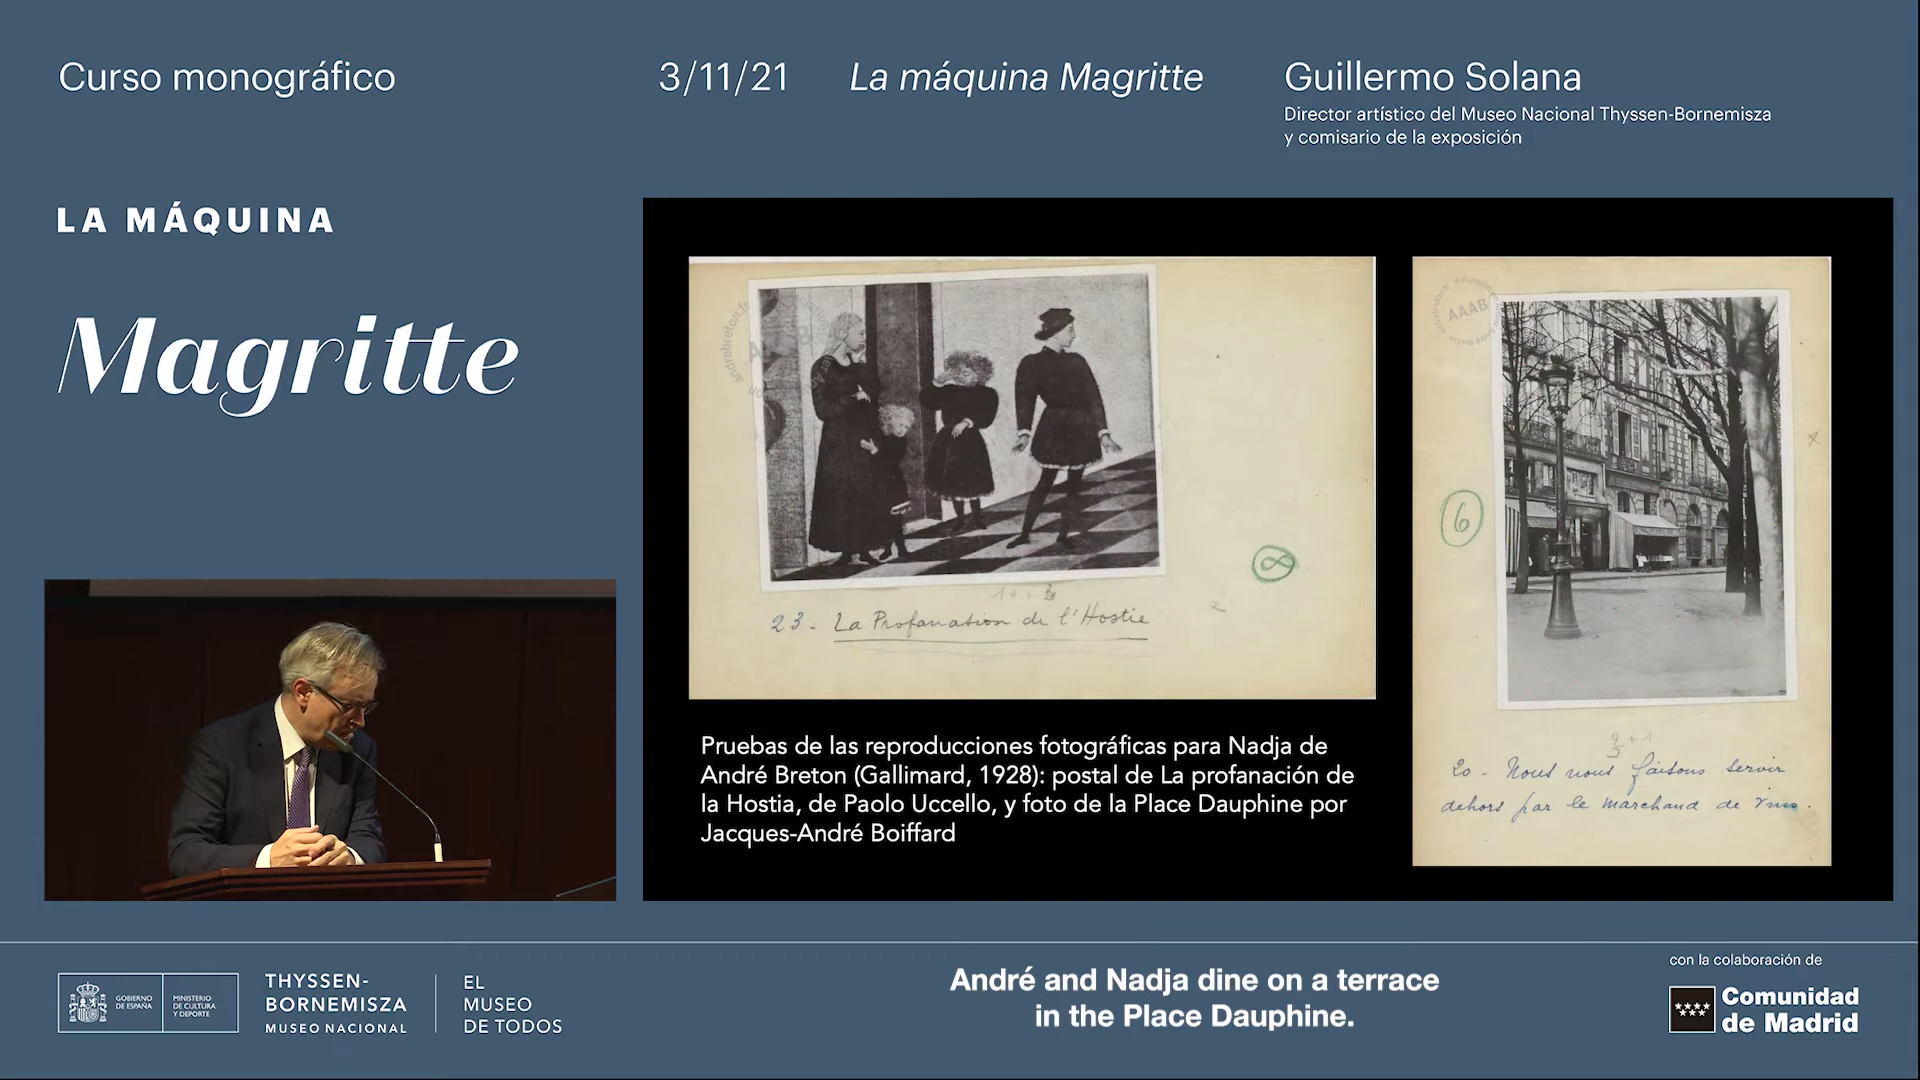 Curso monográfico
3/11/21
La máquina Magritte
Guillermo Solana
Director artístico del Museo Nacional Thyssen-Bornemisza
y comisario de la exposición
LA MÁQUINA
Magritte
AAAB
8
23. La Profanation de l'Hostie
6
20 - Nous nous faisons servir
dehors par le marchand de vins.
Pruebas de las reproducciones fotográficas para Nadja de
André Breton (Gallimard, 1928): postal de La profanación de
la Hostia, de Paolo Uccello, y foto de la Place Dauphine por
Jacques-André Boiffard
GOBIERNO
DE ESPAÑA
MINISTERIO
DE CULTURA
Y DEPORTE
THYSSEN-
BORNEMISZA
MUSEO NACIONAL
EL
MUSEO
DE TODOS
André and Nadja dine on a terrace
in the Place Dauphine.
con la colaboración de
Comunidad
de Madrid